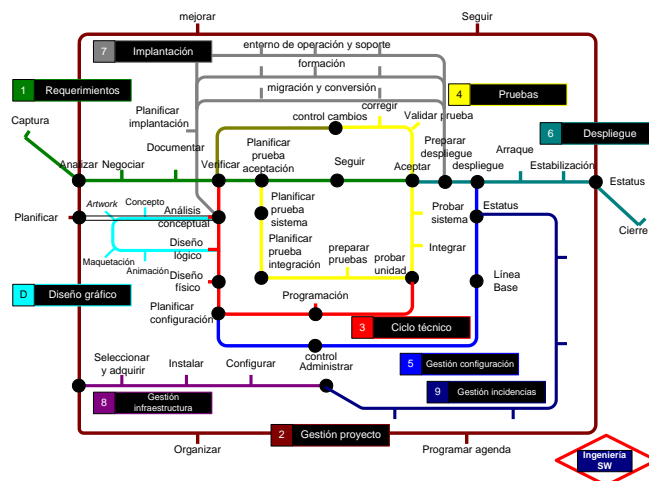 mejorar
Seguir
7 Implantación
entorno de operación y soporte
formación
migración y conversión
1 Requerimientos
4 Pruebas
corregir
Planificar
implantación
control cambios
Validar prueba
Captura
6 Despliegue
Documentar
Planificar
prueba
aceptación
Preparar
despliegue
Arraque
Analizar
Negociar
Verificar
Seguir
Aceptar
despliegue
Estabilización
Estatus
Artwork
Concepto
Planificar
Análisis
conceptual
Planificar
prueba
sistema
Probar
sistema
Estatus
Cierre
Diseño
lógico
Planificar
prueba
integración
preparar
pruebas
probar
unidad
Integrar
Maquetación
Animación
Diseño
físico
Línea
Base
D Diseño gráfico
Programación
Planificar
configuración
3 Ciclo técnico
control
Administrar
Seleccionar
y adquirir
Instalar
Configurar
5 Gestión configuración
8 Gestión
infraestructura
9 Gestión incidencias
2 Gestión proyecto
Organizar
Programar agenda
Ingeniería
SW